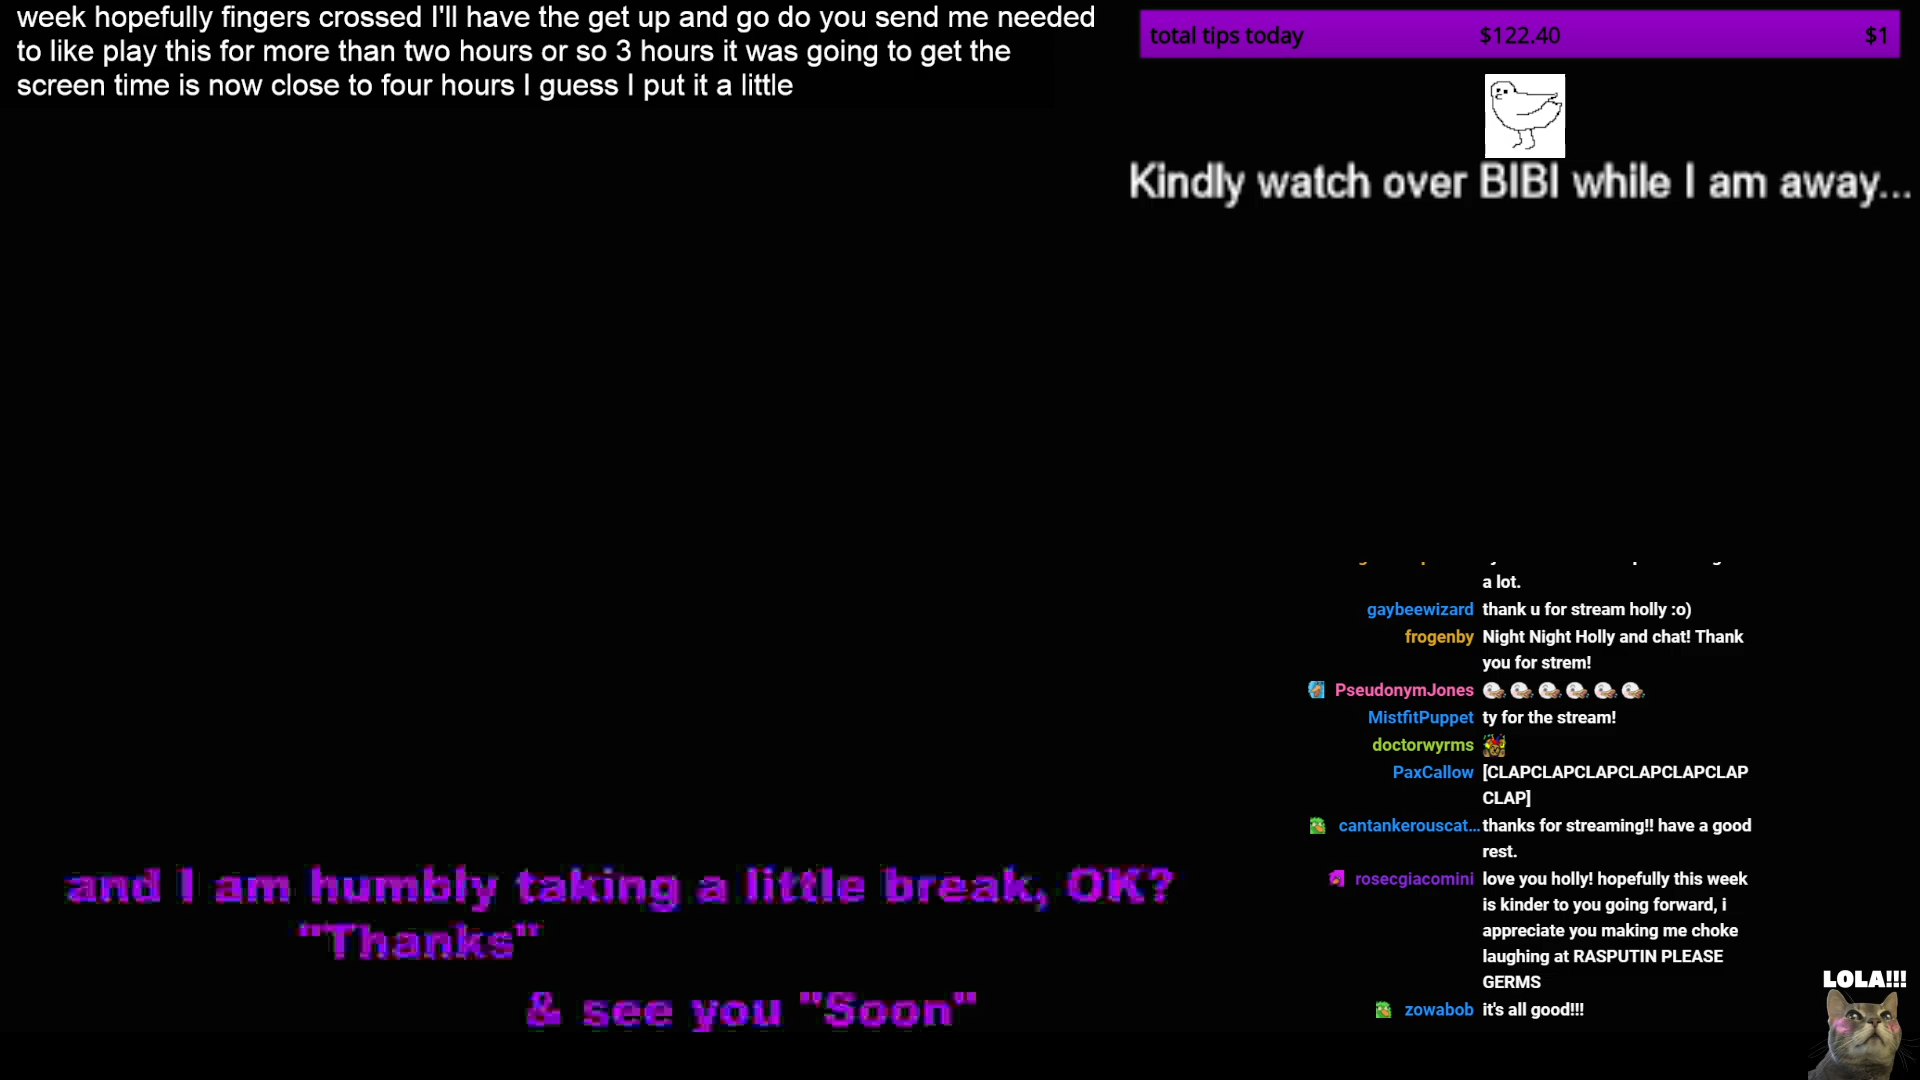 week hopefully fingers crossed I'll have the get up and go do you send me needed
to like play this for more than two hours or so 3 hours it was going to get the
screen time is now close to four hours I guess I put it a little
total tips today $122.40 $1
Kindly watch over BIBI while I am away...
a lot.
gaybeewizard thank u for stream holly :o)
frogenby Night Night Holly and chat! Thank
you for strem!
PseudonymJones
MistfitPuppet ty for the stream!
doctorwyrms
PaxCallow [CLAPCLAPCLAPCLAPCLAPCLAP
CLAP]
cantankerouscat... thanks for streaming!! have a good
rest.
rosecgiacomini love you holly! hopefully this week
is kinder to you going forward, i
appreciate you making me choke
laughing at RASPUTIN PLEASE
GERMS
zowabob it's all good!!!
and I am humbly taking a little break, OK?
"Thanks"
& see you "Soon"
LOLA!!!